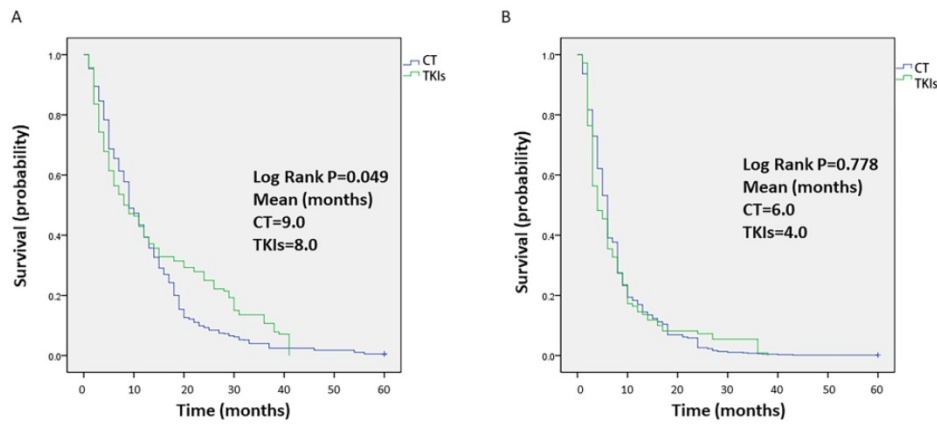 A
CT
TKIs
1.0
0.8
0.6
0.4
0.2
0.0
Survival (probability)
Log Rank P=0.049
Mean (months)
CT=9.0
TKIs=8.0
0 10 20 30 40 50 60
Time (months)
B
CT
TKIs
1.0
0.8
0.6
0.4
0.2
0.0
Survival (probability)
Log Rank P=0.778
Mean (months)
CT=6.0
TKIs=4.0
0 10 20 30 40 50 60
Time (months)